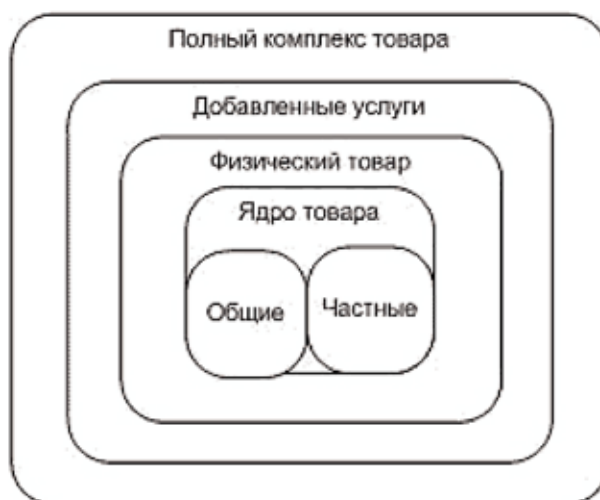 Полный комплекс товара
Добавленные услуги
Физический товар
Ядро товара
Общие
Частные